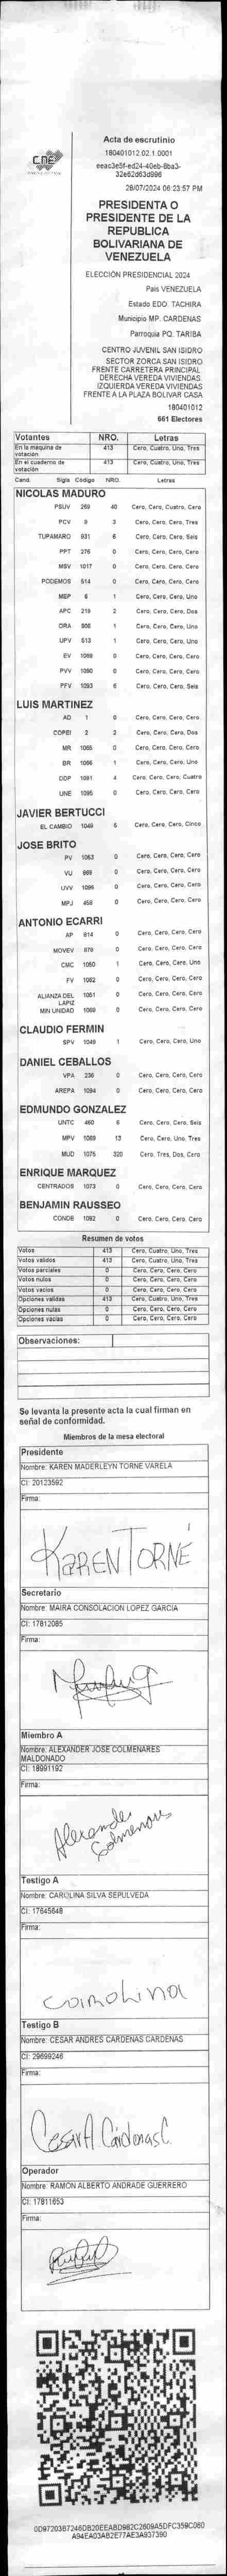 Acta de escrutinio
180401012.02.1.0001
28/07/2024 06:23:57 PM
CNE
PRESIDENTA O
PRESIDENTE DE LA
REPUBLICA
BOLIVARIANA DE
VENEZUELA
ELECCIÓN PRESIDENCIAL 2024
País VENEZUELA
Estado EDO. TACHIRA
Municipio MP. CARDENAS
Parroquia PQ. TARIBA
CENTRO JUVENIL SAN ISIDRO
SECTOR ZORCA SAN ISIDRO
FRENTE CARRETERA PRINCIPAL
DERECHA VEREDA VIVIENDAS.
IZQUIERDA VEREDA VIVIENDAS
FRENTE A LA PLAZA BOLIVAR CASA
180401012
661 Electores
Votantes NRO. Letras
En la máquina de votación 413 Cero, Cuatro, Uno, Tres
En el cuaderno de votación 413 Cero, Cuatro, Uno, Tres
Cand. Sigla Código NRO. Letras
NICOLAS MADURO
PSUV 269 40 Cero, Cero, Cuatro, Cero
PCV 9 3 Cero, Cero, Cero, Tres
TUPAMARO 931 6 Cero, Cero, Cero, Seis
PPT 276 0 Cero, Cero, Cero, Cero
MSV 1017 0 Cero, Cero, Cero, Cero
PODEMOS 514 0 Cero, Cero, Cero, Cero
MEP 6 1 Cero, Cero, Cero, Uno
APC 219 2 Cero, Cero, Cero, Dos
ORA 806 1 Cero, Cero, Cero, Uno
UPV 613 1 Cero, Cero, Cero, Uno
EV 1089 0 Cero, Cero, Cero, Cero
PVV 1090 0 Cero, Cero, Cero, Cero
PFV 1093 6 Cero, Cero, Cero, Seis
LUIS MARTINEZ
AD 1 0 Cero, Cero, Cero, Cero
COPEI 2 2 Cero, Cero, Cero, Dos
MR 1065 0 Cero, Cero, Cero, Cero
BR 1066 1 Cero, Cero, Cero, Uno
DDP 1091 4 Cero, Cero, Cero, Cuatro
UNE 1095 0 Cero, Cero, Cero, Cero
JAVIER BERTUCCI
EL CAMBIO Cero, Cero, Cero, Cinco
JOSE BRITO
PV 1053 0 Cero, Cero, Cero, Cero
VU 869 0 Cero, Cero, Cero, Cero
UVV 1096 0 Cero, Cero, Cero, Cero
MPJ 458 0 Cero, Cero, Cero, Cero
ANTONIO ECARRI
AP 814 0 Cero, Cero, Cero, Cero
MOVEV 879 0 Cero, Cero, Cero, Cero
CMC 1050 1 Cero, Cero, Cero, Uno
FV 1062 0 Cero, Cero, Cero, Cero
ALIANZA DEL LAPIZ 1051 0 Cero, Cero, Cero, Cero
MIN UNIDAD 1069 0 Cero, Cero, Cero, Cero
CLAUDIO FERMIN
SPV 1049 1 Cero, Cero, Cero, Uno
DANIEL CEBALLOS
VPA 236 0 Cero, Cero, Cero, Cero
AREPA 1094 0 Cero, Cero, Cero, Cero
EDMUNDO GONZALEZ
UNTC 460 6 Cero, Cero, Cero, Seis
MPV 1089 13 Cero, Cero, Uno, Tres
MUD 1075 320 Cero, Tres, Dos, Cero
ENRIQUE MARQUEZ
CENTRADOS 1073 0 Cero, Cero, Cero, Cero
BENJAMIN RAUSSEO
CONDE 1092 0 Cero, Cero, Cero, Cero
Resumen de votos
Votos 413 Cero, Cuatro, Uno, Tres
Votos válidos 413 Cero, Cuatro, Uno, Tres
Votos parciales 0 Cero, Cero, Cero, Cero
Votos nulos 0 Cero, Cero, Cero, Cero
Votos vacíos 0 Cero, Cero, Cero, Cero
Opciones válidas 413 Cero, Cuatro, Uno, Tres
Opciones nulas 0 Cero, Cero, Cero, Cero
Opciones vacías 0 Cero, Cero, Cero, Cero
Observaciones:
Se levanta la presente acta la cual firman en
señal de conformidad.
Miembros de la mesa electoral
Presidente
Nombre: KAREN MADERLEYN TORNE VARELA
CI: 20123592
Firma:
KAREN TORNE
Secretario
Nombre: MAIRA CONSOLACION LOPEZ GARCIA
CI: 17812085
Firma:
Miembro A
Nombre: ALEXANDER JOSE COLMENARES
MALDONADO
CI: 18991192
Firma:
Alexander
Colmenares
Testigo A
Nombre: CAROLINA SILVA SEPULVEDA
CI: 17645648
Firma:
Testigo B
Nombre: CESAR ANDRES CARDENAS CARDENAS
CI: 29699246
Firma:
Cesar A Cárdenas C.
Operador
Nombre: RAMÓN ALBERTO ANDRADE GUERRERO
CI: 17811653
Firma: